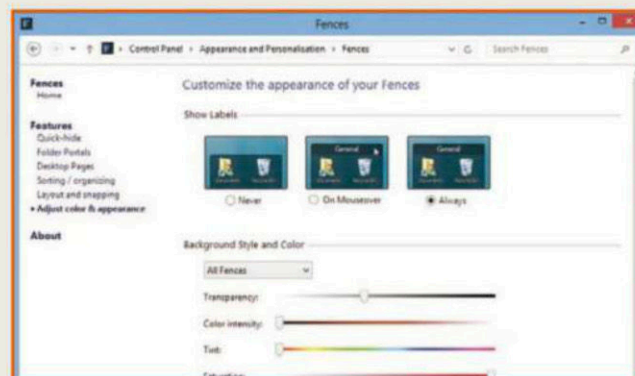 Fences
Control Panel › Appearance and Personalisation › Fences
Search Fences
Fences
Home
Features
Quick-hide
Folder Portals
Desktop Pages
Sorting / organizing
Layout and snapping
Adjust color & appearance
About
Customize the appearance of your Fences
Show Labels
General
General
Never
On Mouseover
Always
Background Style and Color
All Fences
Transparency:
Color intensity:
Tint: